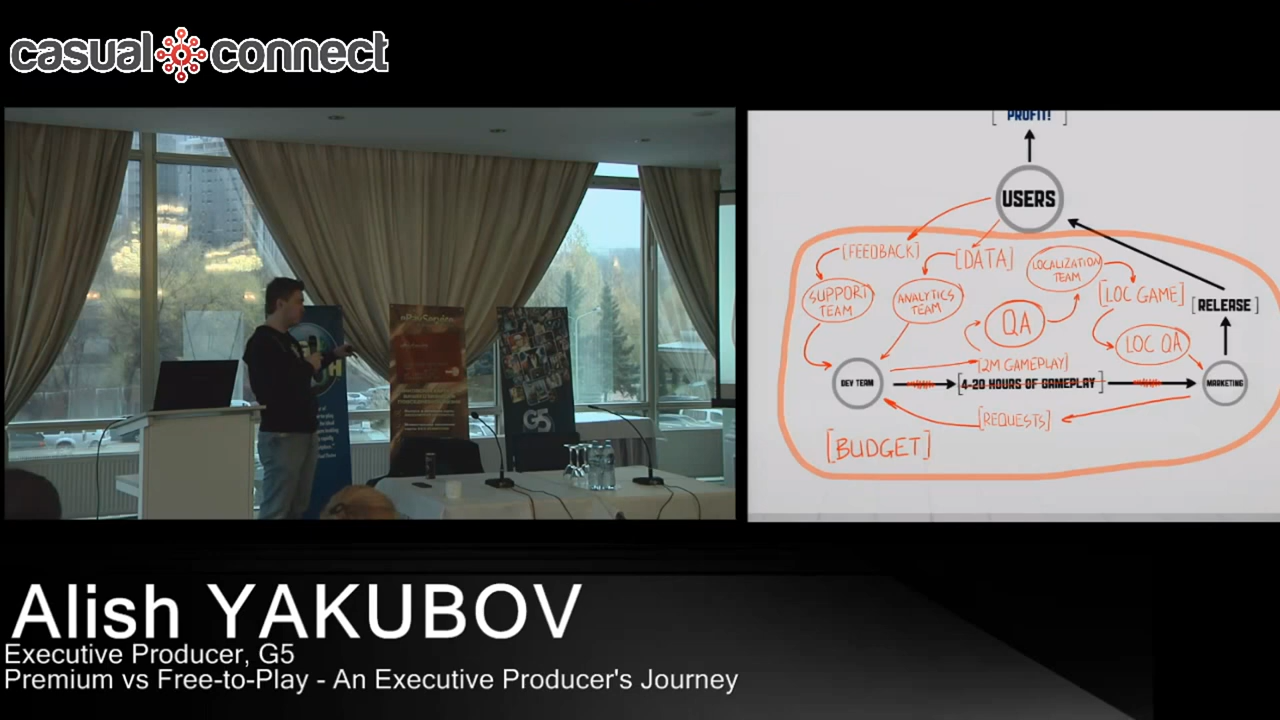 casual connect
[ PROFIT! ]
USERS
[FEEDBACK]
[DATA]
LOCALIZATION
TEAM
SUPPORT
TEAM
ANALYTICS
TEAM
[LOC GAME]
[RELEASE]
QA
LOC QA
[2M GAMEPLAY]
DEV TEAM
[4-20 HOURS OF GAMEPLAY]
MARKETING
[REQUESTS]
[BUDGET]
G5
Alish YAKUBOV
Executive Producer, G5
Premium vs Free-to-Play - An Executive Producer's Journey